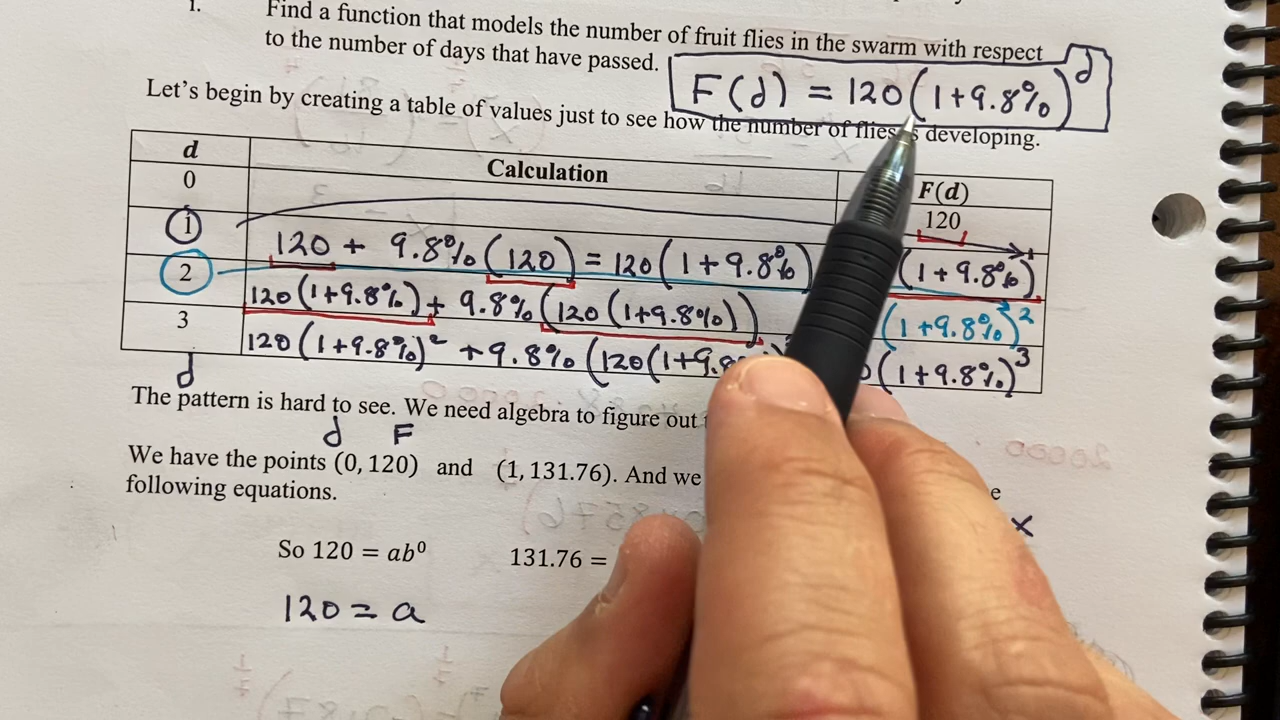 1. Find a function that models the number of fruit flies in the swarm with respect
to the number of days that have passed. F(d) = 120(1+9.8%)^d
Let's begin by creating a table of values just to see how the number of flies developing.
d Calculation F(d)
0 120
1 120 + 9.8%(120) = 120(1+9.8%) (1+9.8%)
2 120(1+9.8%) + 9.8%(120(1+9.8%)) (1+9.8%)²
3 120(1+9.8%)² + 9.8%(120(1+9.8 (1+9.8%)³
d
The pattern is hard to see. We need algebra to figure out
d F
We have the points (0, 120) and (1, 131.76). And we
following equations.
x
So 120 = ab⁰ 131.76 =
120 = a